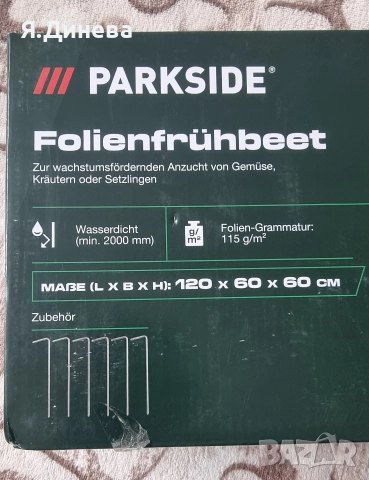 Я.Динева
PARKSIDE®
Folienfrühbeet
Zur wachstumsfördernden Anzucht von Gemüse,
Kräutern oder Setzlingen
Wasserdicht
(min. 2000 mm)
g/
m²
Folien-Grammatur:
115 g/m²
MAßE (L X B X H): 120 X 60 X 60 CM
Zubehör
BAZAR